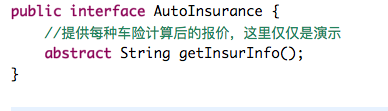 public interface AutoInsurance {
//提供每种车险计算后的报价，这里仅仅是演示
abstract String getInsurInfo();
}